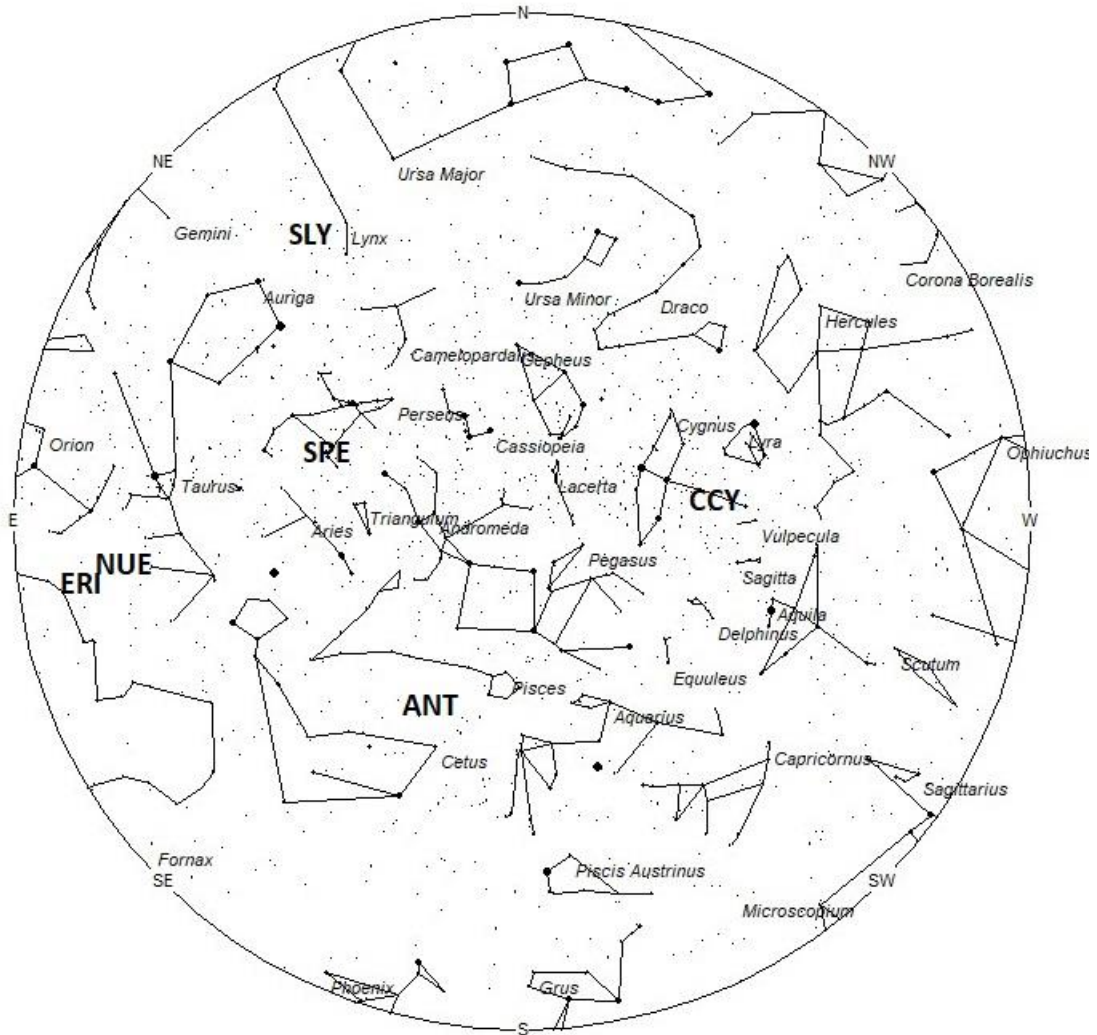 N
NE
NW
Ursa Major
Gemini
SLY
Lynx
Corona Borealis
Auriga
Ursa Minor
Draco
Hercules
Camelopardalis
Cepheus
Perseus
Cygnus
Lyra
Orion
SPE
Cassiopeia
Ophiuchus
Taurus
Lacerta
CCY
E
Aries
Triangulum
Andromeda
W
Vulpecula
NUE
ERI
Pegasus
Sagitta
Aquila
Delphinus
Equuleus
Scutum
Pisces
ANT
Aquarius
Cetus
Capricornus
Sagittarius
Fornax
SE
Piscis Austrinus
SW
Microscopium
Phoenix
Grus
S